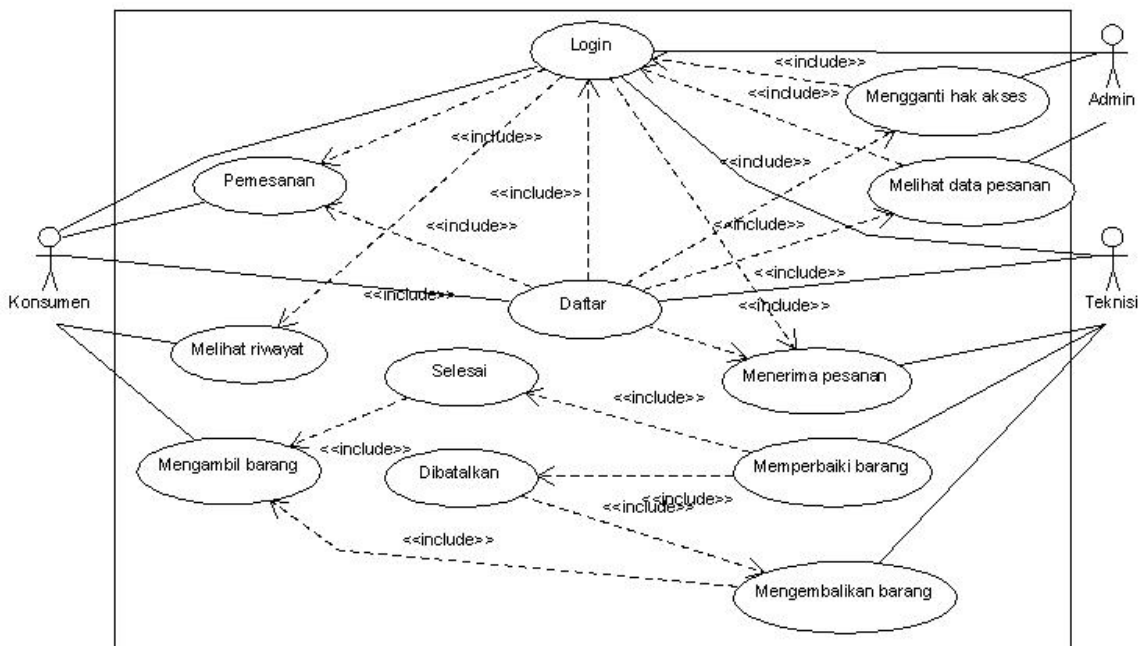 Login
<<include>>
Mengganti hak akses
Admin
<<include>>
<<include>>
Pemesanan
<<include>>
<<include>>
Melihat data pesanan
<<include>>
<<include>>
Konsumen
<<include>>
Daftar
<<include>>
<<include>>
Teknisi
Melihat riwayat
Selesai
Menerima pesanan
<<include>>
Mengambil barang
<<include>>
Dibatalkan
Memperbaiki barang
<<include>>
<<include>>
<<include>>
Mengembalikan barang